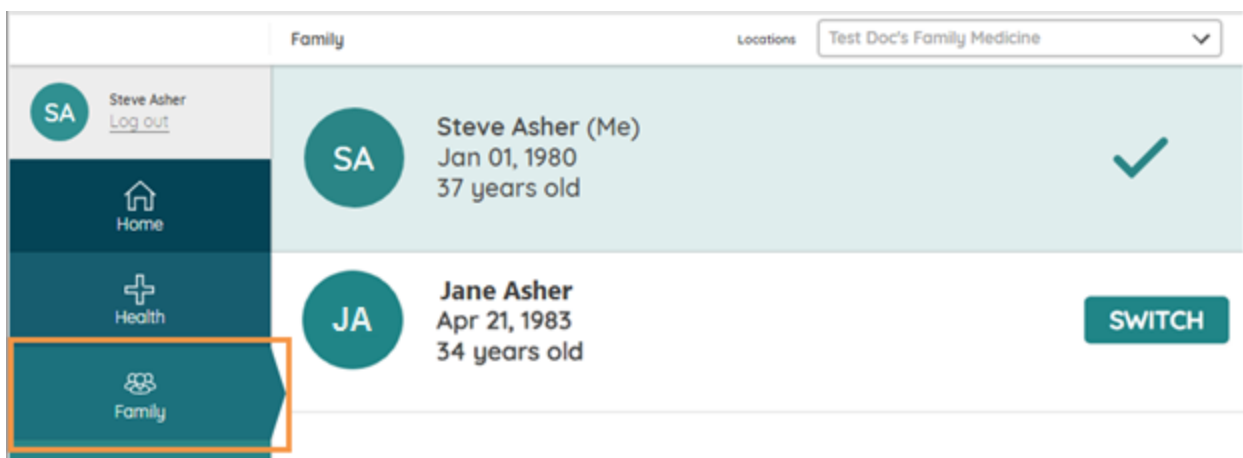 Family
Locations
Test Doc's Family Medicine
SA
Steve Asher
Log out
Home
Health
Family
SA
Steve Asher (Me)
Jan 01, 1980
37 years old
JA
Jane Asher
Apr 21, 1983
34 years old
SWITCH